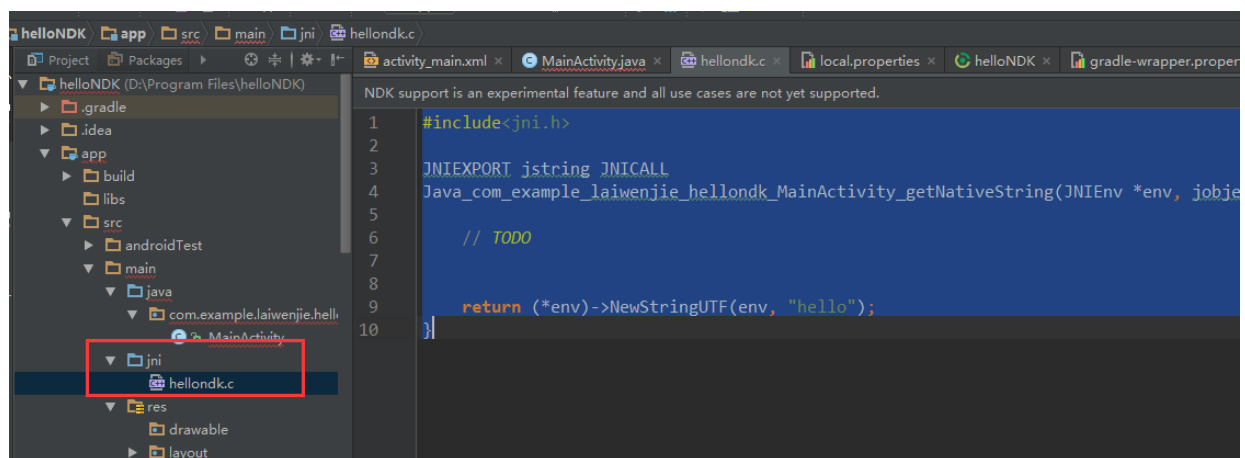 helloNDK app src main jni hellondk.c
Project Packages
activity_main.xml MainActivity.java hellondk.c local.properties helloNDK gradle-wrapper.proper
helloNDK (D:\Program Files\helloNDK)
NDK support is an experimental feature and all use cases are not yet supported.
.gradle
.idea
app
build
libs
src
androidTest
main
java
com.example.laiwenjie.hell
MainActivity
jni
hellondk.c
res
drawable
layout
1 #include<jni.h>
2
3 JNIEXPORT jstring JNICALL
4 Java_com_example_laiwenjie_hellondk_MainActivity_getNativeString(JNIEnv *env, jobje
5
6 // TODO
7
8
9 return (*env)->NewStringUTF(env, "hello");
10 }